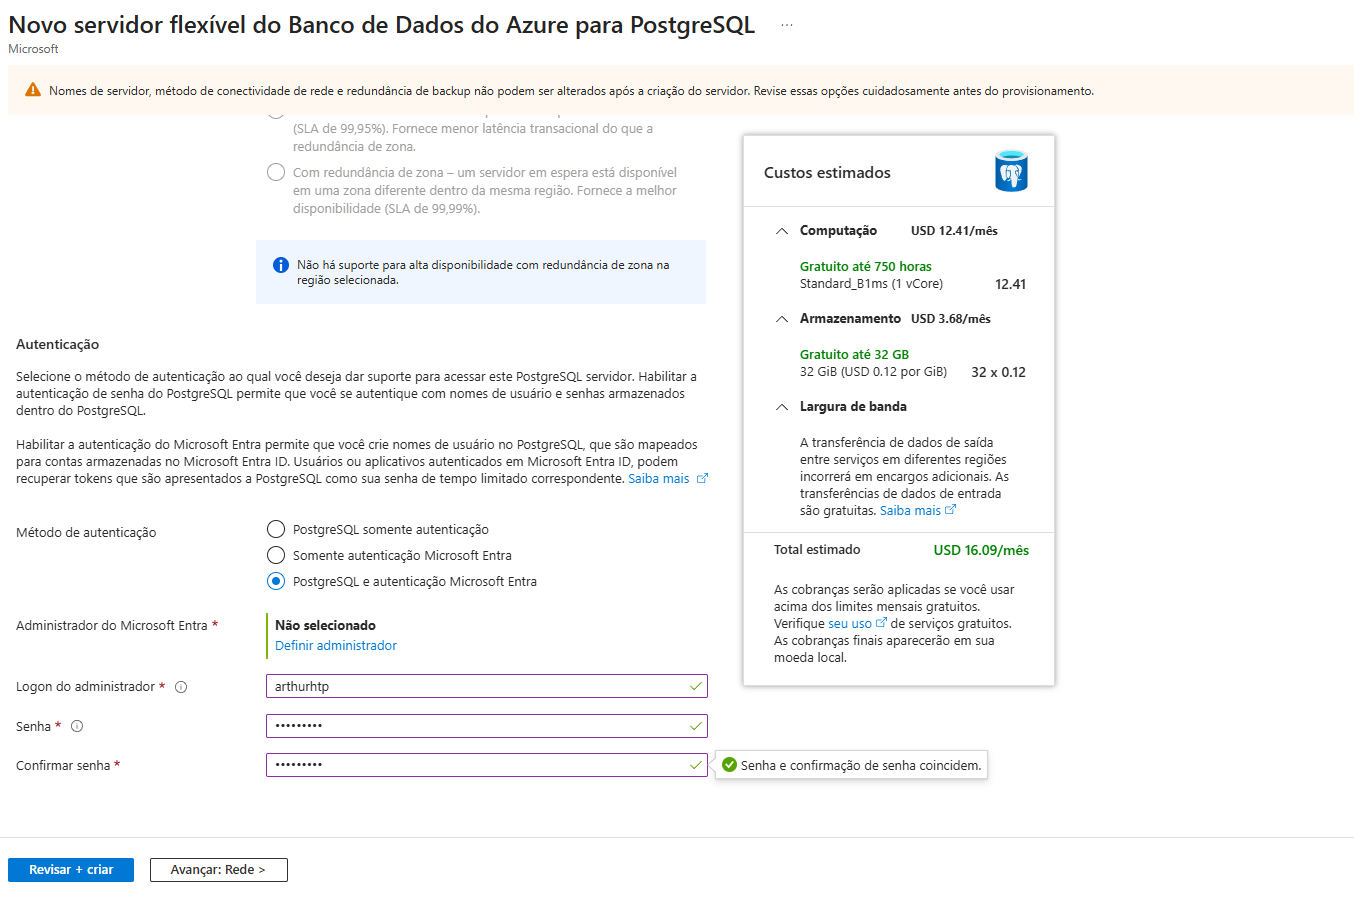 Novo servidor flexível do Banco de Dados do Azure para PostgreSQL ...
Microsoft
Nomes de servidor, método de conectividade de rede e redundância de backup não podem ser alterados após a criação do servidor. Revise essas opções cuidadosamente antes do provisionamento.
(SLA de 99,95%). Fornece menor latência transacional do que a
redundância de zona.
Com redundância de zona – um servidor em espera está disponível
em uma zona diferente dentro da mesma região. Fornece a melhor
disponibilidade (SLA de 99,99%).
Não há suporte para alta disponibilidade com redundância de zona na
região selecionada.
Autenticação
Selecione o método de autenticação ao qual você deseja dar suporte para acessar este PostgreSQL servidor. Habilitar a
autenticação de senha do PostgreSQL permite que você se autentique com nomes de usuário e senhas armazenados
dentro do PostgreSQL.
Habilitar a autenticação do Microsoft Entra permite que você crie nomes de usuário no PostgreSQL, que são mapeados
para contas armazenadas no Microsoft Entra ID. Usuários ou aplicativos autenticados em Microsoft Entra ID, podem
recuperar tokens que são apresentados a PostgreSQL como sua senha de tempo limitado correspondente. Saiba mais
Método de autenticação
PostgreSQL somente autenticação
Somente autenticação Microsoft Entra
PostgreSQL e autenticação Microsoft Entra
Administrador do Microsoft Entra *
Não selecionado
Definir administrador
Logon do administrador *
arthurhtp
Senha *
•••••••••
Confirmar senha *
•••••••••
Senha e confirmação de senha coincidem.
Revisar + criar
Avançar: Rede >
Custos estimados
Computação USD 12.41/mês
Gratuito até 750 horas
Standard_B1ms (1 vCore) 12.41
Armazenamento USD 3.68/mês
Gratuito até 32 GB
32 GiB (USD 0.12 por GiB) 32 x 0.12
Largura de banda
A transferência de dados de saída
entre serviços em diferentes regiões
incorrerá em encargos adicionais. As
transferências de dados de entrada
são gratuitas. Saiba mais
Total estimado USD 16.09/mês
As cobranças serão aplicadas se você usar
acima dos limites mensais gratuitos.
Verifique seu uso de serviços gratuitos.
As cobranças finais aparecerão em sua
moeda local.